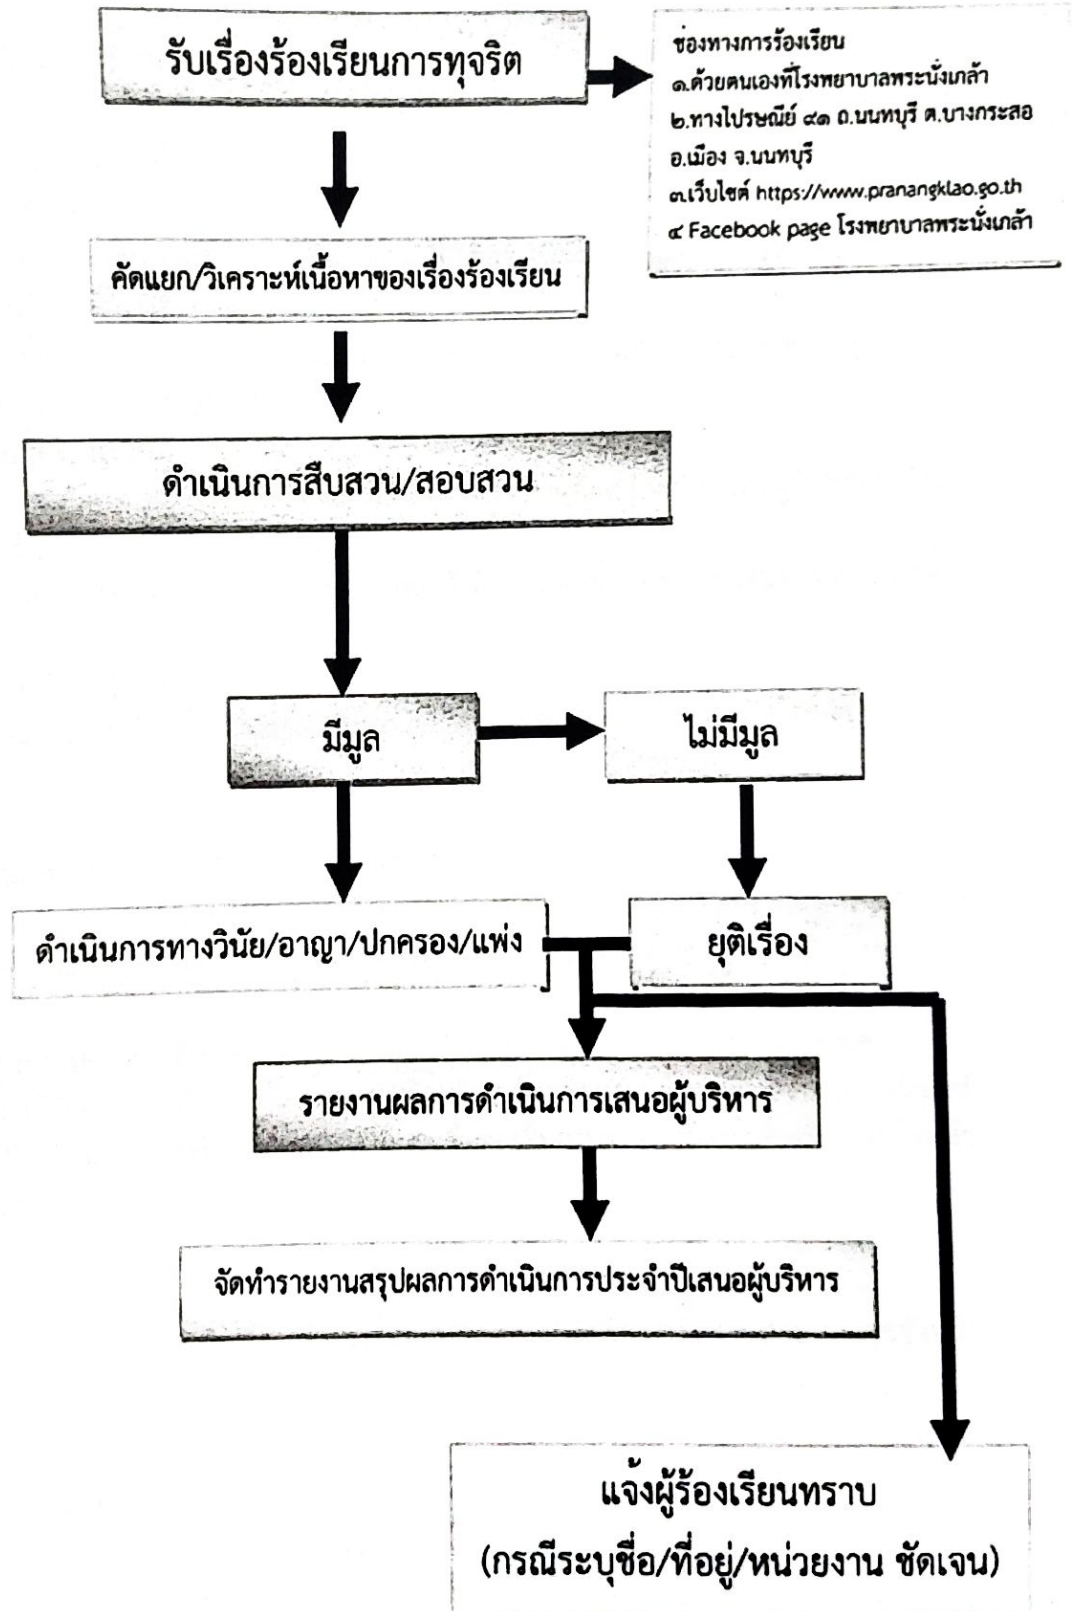 รับเรื่องร้องเรียนการทุจริต
ช่องทางการร้องเรียน
๑.ด้วยตนเองที่โรงพยาบาลพระนั่งเกล้า
๒.ทางไปรษณีย์ ๙๑ ถ.นนทบุรี ต.บางกระสอ
อ.เมือง จ.นนทบุรี
๓.เว็บไซต์ https://www.pranangklao.go.th
๔ Facebook page โรงพยาบาลพระนั่งเกล้า
คัดแยก/วิเคราะห์เนื้อหาของเรื่องร้องเรียน
ดำเนินการสืบสวน/สอบสวน
มีมูล
ไม่มีมูล
ดำเนินการทางวินัย/อาญา/ปกครอง/แพ่ง
ยุติเรื่อง
รายงานผลการดำเนินการเสนอผู้บริหาร
จัดทำรายงานสรุปผลการดำเนินการประจำปีเสนอผู้บริหาร
แจ้งผู้ร้องเรียนทราบ
(กรณีระบุชื่อ/ที่อยู่/หน่วยงาน ชัดเจน)